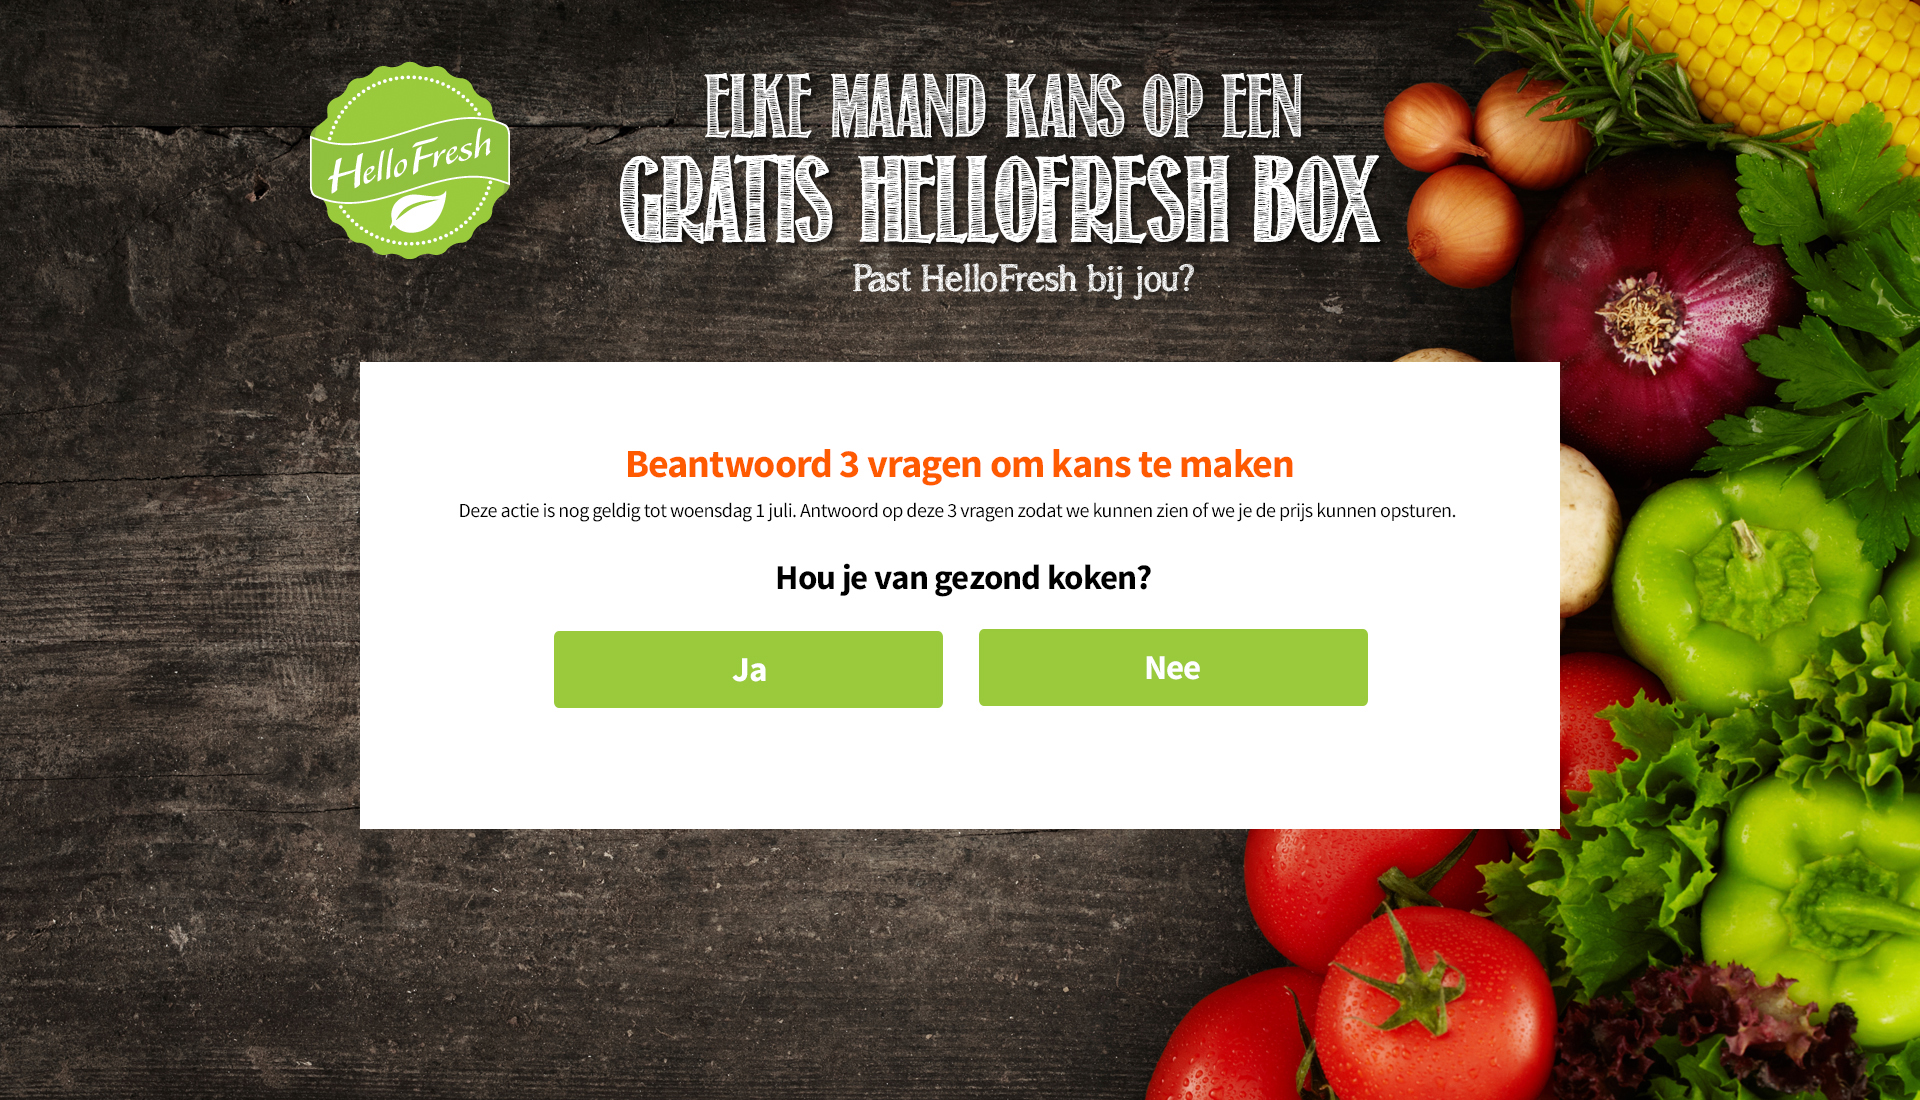 HelloFresh
ELKE MAAND KANS OP EEN
GRATIS HELLOFRESH BOX
Past HelloFresh bij jou?
Beantwoord 3 vragen om kans te maken
Deze actie is nog geldig tot woensdag 1 juli. Antwoord op deze 3 vragen zodat we kunnen zien of we je de prijs kunnen opsturen.
Hou je van gezond koken?
Ja
Nee